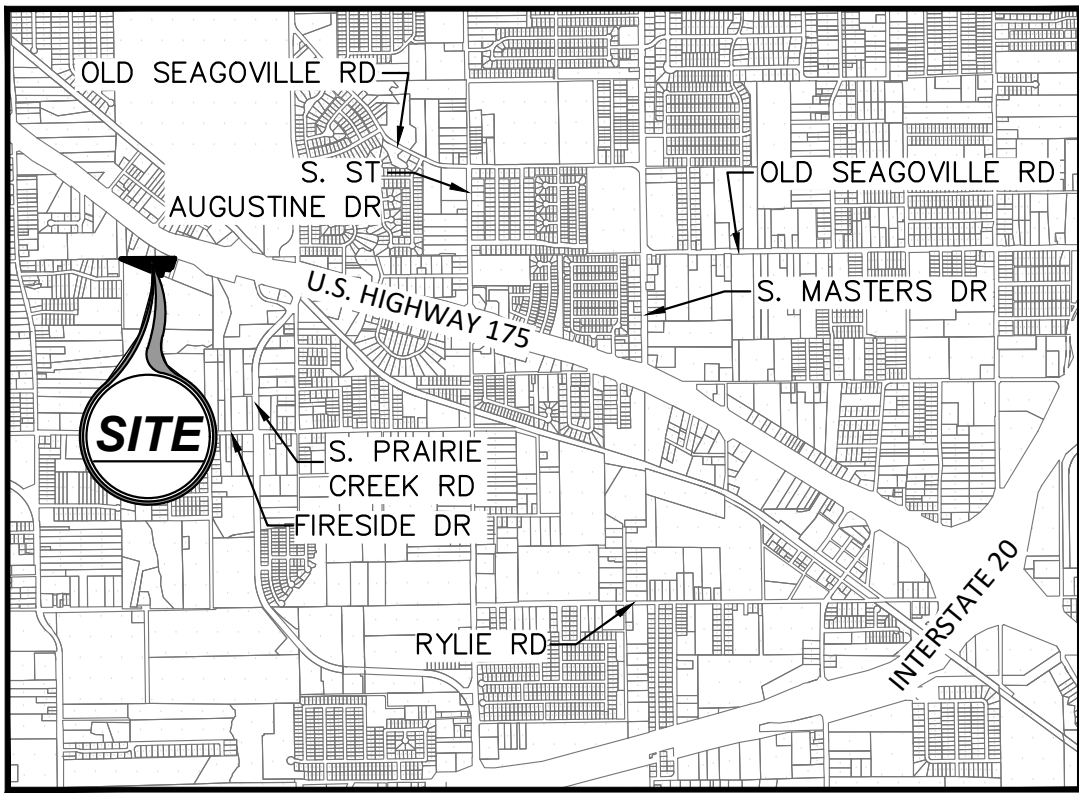 OLD SEAGOVILLE RD
S. ST
AUGUSTINE DR
OLD SEAGOVILLE RD
U.S. HIGHWAY 175
S. MASTERS DR
SITE
S. PRAIRIE
CREEK RD
FIRESIDE DR
INTERSTATE 20
RYLIE RD